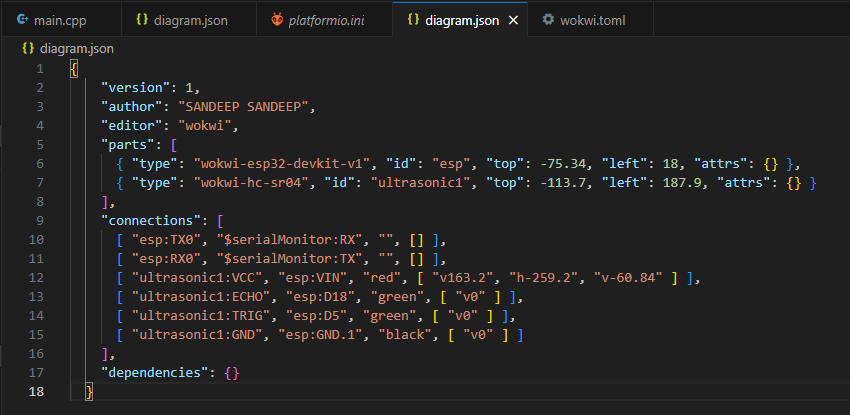 main.cpp
diagram.json
platformio.ini
diagram.json
wokwi.toml
diagram.json
1 {
2 "version": 1,
3 "author": "SANDEEP SANDEEP",
4 "editor": "wokwi",
5 "parts": [
6 { "type": "wokwi-esp32-devkit-v1", "id": "esp", "top": -75.34, "left": 18, "attrs": {} },
7 { "type": "wokwi-hc-sr04", "id": "ultrasonic1", "top": -113.7, "left": 187.9, "attrs": {} }
8 ],
9 "connections": [
10 [ "esp:TX0", "$serialMonitor:RX", "", [] ],
11 [ "esp:RX0", "$serialMonitor:TX", "", [] ],
12 [ "ultrasonic1:VCC", "esp:VIN", "red", [ "v163.2", "h-259.2", "v-60.84" ] ],
13 [ "ultrasonic1:ECHO", "esp:D18", "green", [ "v0" ] ],
14 [ "ultrasonic1:TRIG", "esp:D5", "green", [ "v0" ] ],
15 [ "ultrasonic1:GND", "esp:GND.1", "black", [ "v0" ] ]
16 ],
17 "dependencies": {}
18 }